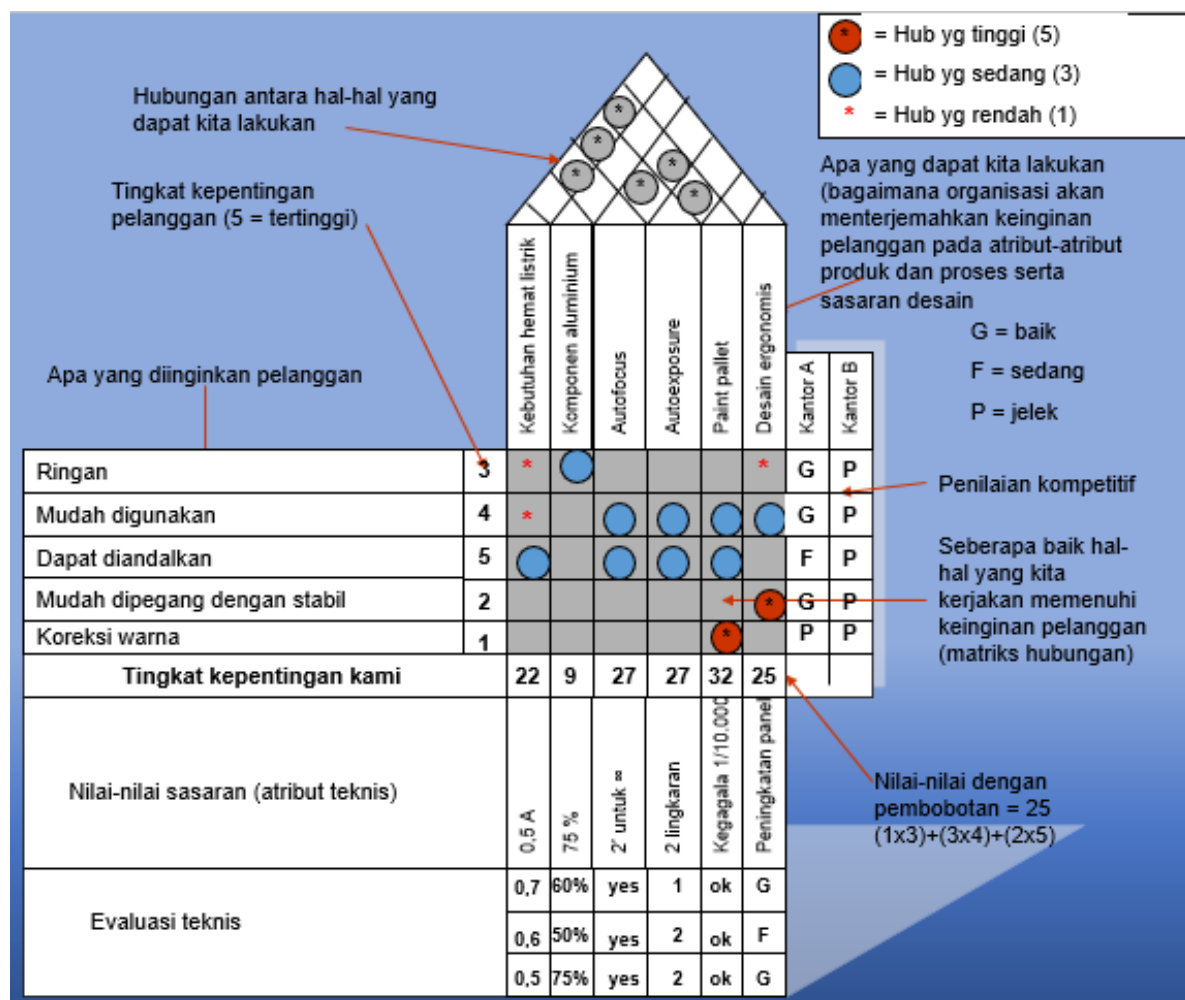 * = Hub yg tinggi (5)
= Hub yg sedang (3)
* = Hub yg rendah (1)
Hubungan antara hal-hal yang
dapat kita lakukan
* * * * * *
Tingkat kepentingan
pelanggan (5 = tertinggi)
Apa yang dapat kita lakukan
(bagaimana organisasi akan
menterjemahkan keinginan
pelanggan pada atribut-atribut
produk dan proses serta
sasaran desain
G = baik
F = sedang
P = jelek
Apa yang diinginkan pelanggan
Kebutuhan hemat listrik
Komponen aluminium
Autofocus
Autoexposure
Paint pallet
Desain ergonomis
Kantor A
Kantor B
Ringan 3 * * G P
Mudah digunakan 4 * G P
Dapat diandalkan 5 F P
Mudah dipegang dengan stabil 2 * G P
Koreksi warna 1 * P P
Penilaian kompetitif
Seberapa baik hal-
hal yang kita
kerjakan memenuhi
keinginan pelanggan
(matriks hubungan)
Tingkat kepentingan kami 22 9 27 27 32 25
Nilai-nilai sasaran (atribut teknis)
0,5 A
75 %
2' untuk ∞
2 lingkaran
Kegagala 1/10.000
Peningkatan panel
Nilai-nilai dengan
pembobotan = 25
(1x3)+(3x4)+(2x5)
Evaluasi teknis
0,7 60% yes 1 ok G
0,6 50% yes 2 ok F
0,5 75% yes 2 ok G